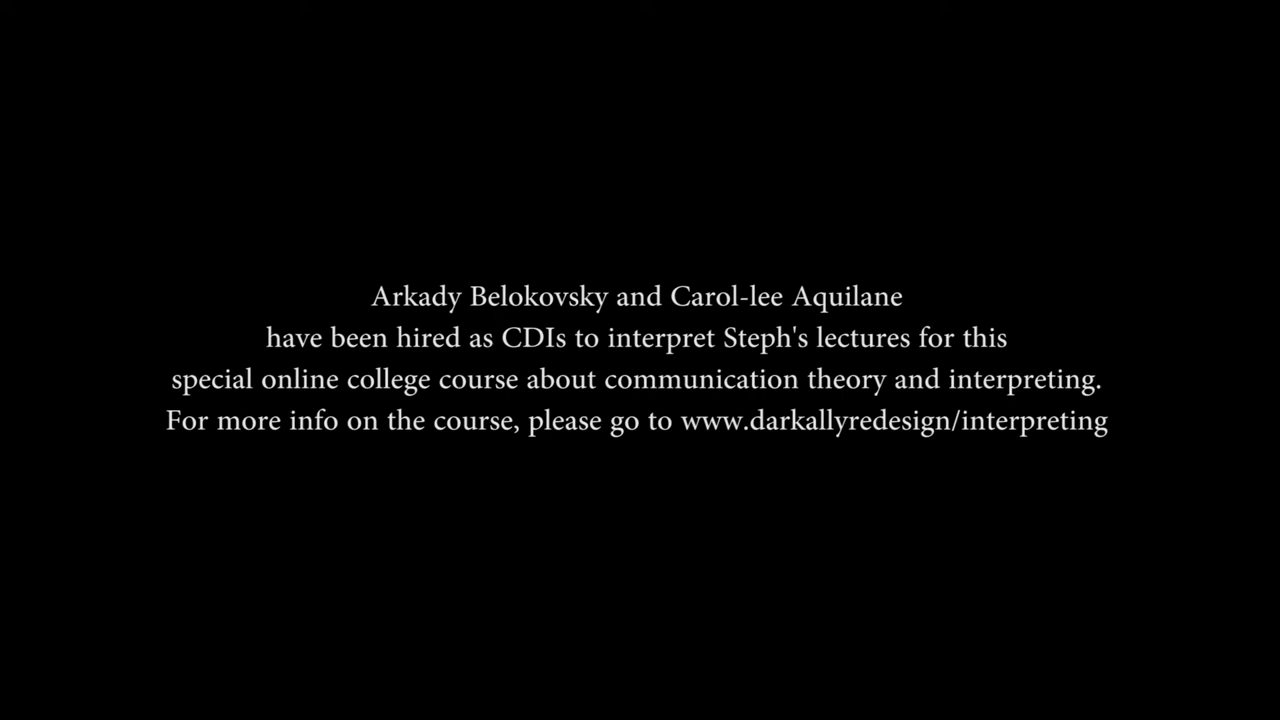 Arkady Belokovsky and Carol-lee Aquilane
have been hired as CDIs to interpret Steph's lectures for this
special online college course about communication theory and interpreting.
For more info on the course, please go to www.darkallyredesign/interpreting